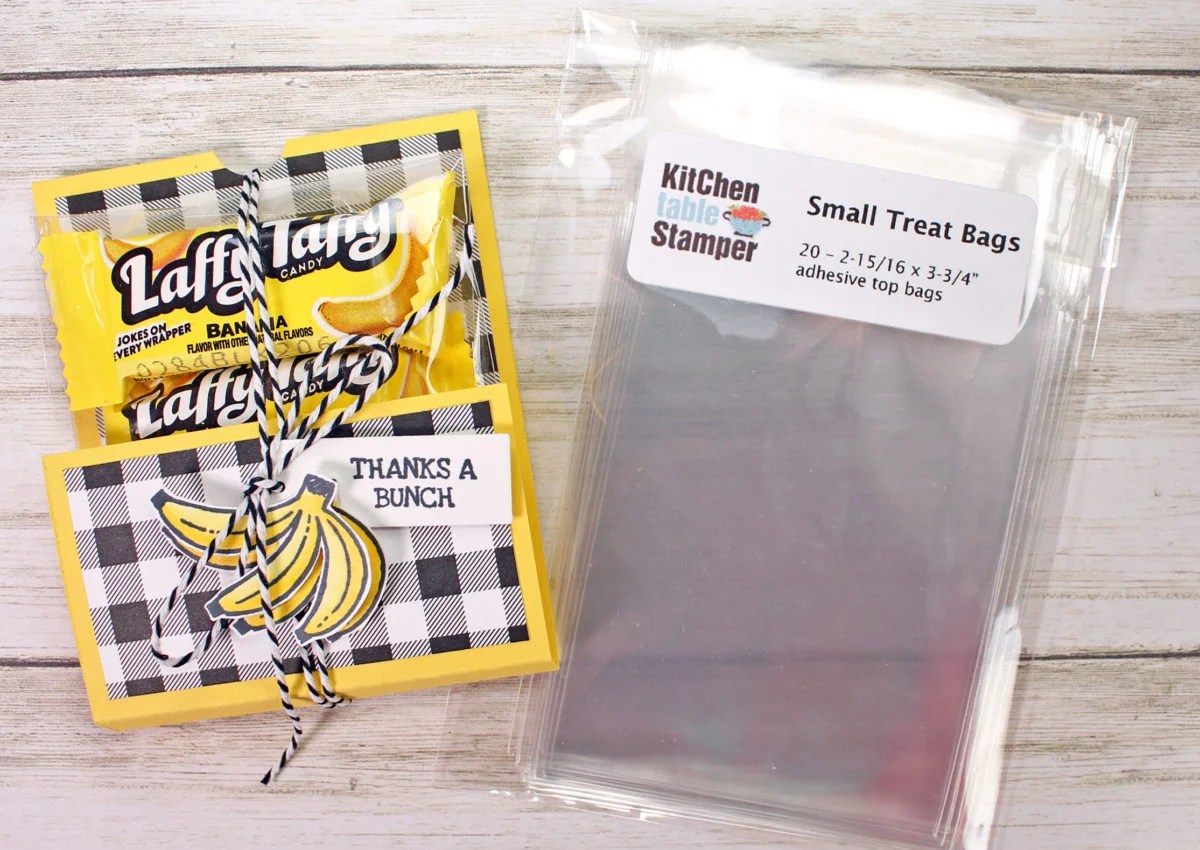 Laffy Taffy
CANDY
JOKES ON
EVERY WRAPPER
BANANA
FLAVOR WITH OTHER NATURAL FLAVORS
Laffy Taffy
CANDY
THANKS A
BUNCH
KitChen
table
Stamper
Small Treat Bags
20 – 2-15/16 x 3-3/4"
adhesive top bags